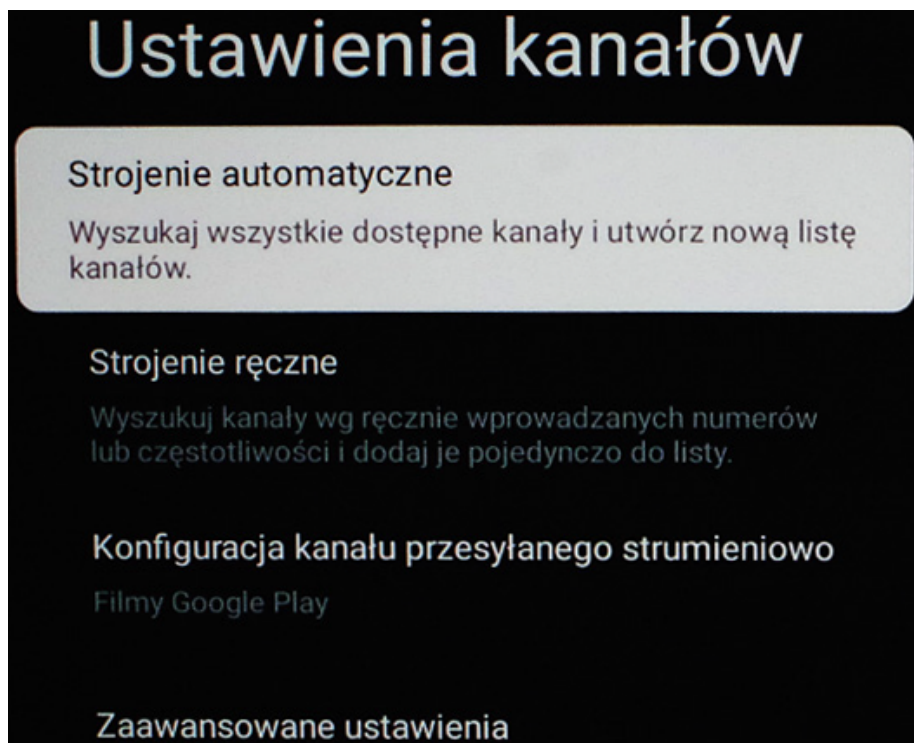 Ustawienia kanałów
Strojenie automatyczne
Wyszukaj wszystkie dostępne kanały i utwórz nową listę
kanałów.
Strojenie ręczne
Wyszukuj kanały wg ręcznie wprowadzanych numerów
lub częstotliwości i dodaj je pojedynczo do listy.
Konfiguracja kanału przesyłanego strumieniowo
Filmy Google Play
Zaawansowane ustawienia